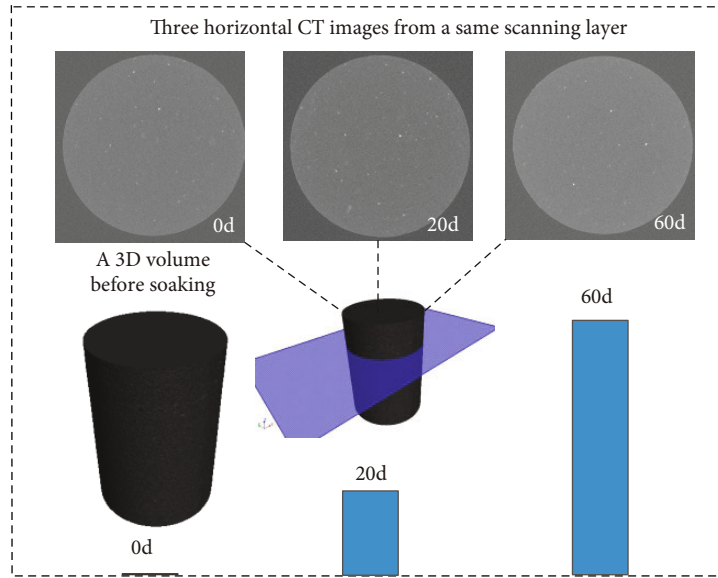 Three horizontal CT images from a same scanning layer
0d
20d
60d
A 3D volume
before soaking
60d
20d
0d